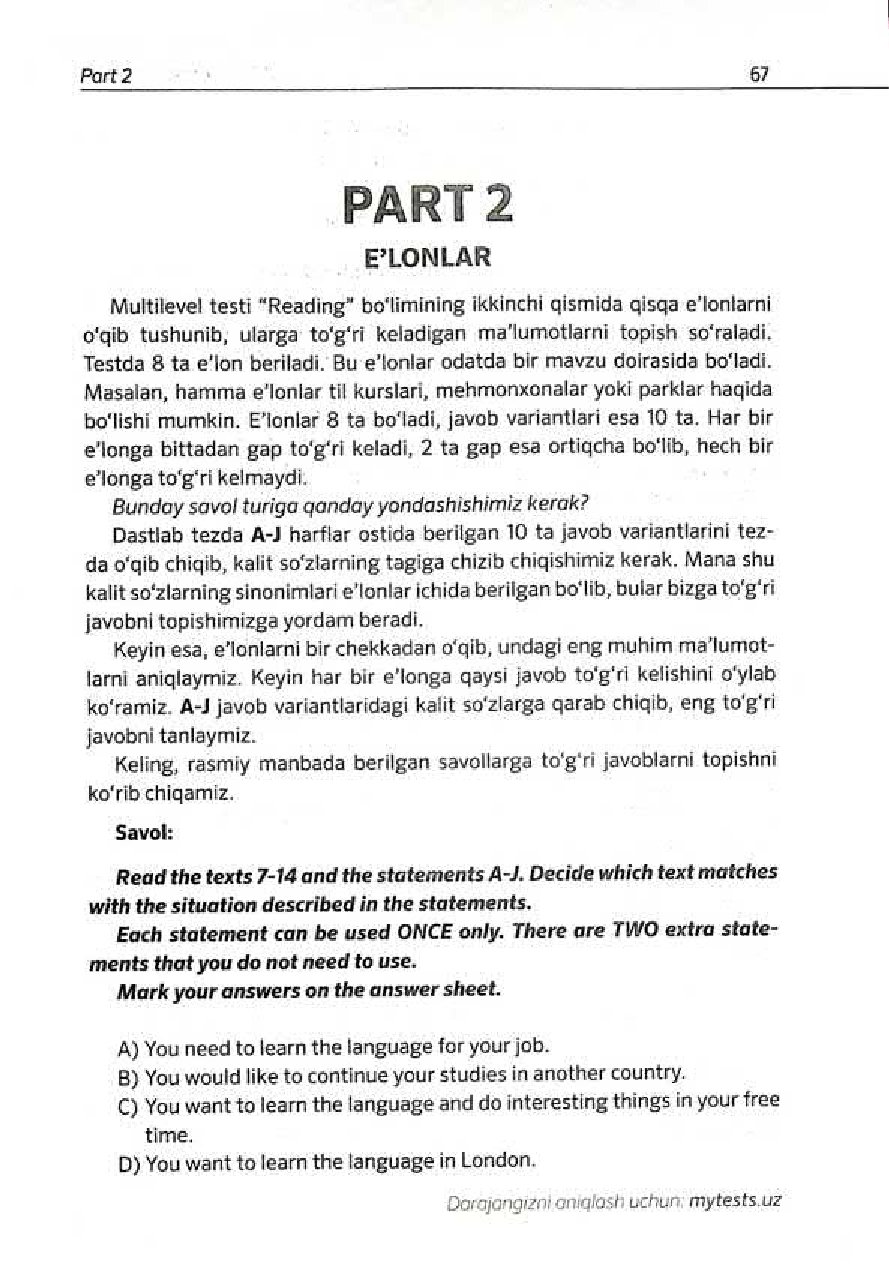 Part 2 67
PART 2
E'LONLAR
Multilevel testi "Reading" bo'limining ikkinchi qismida qisqa e'lonlarni
o'qib tushunib, ularga to'g'ri keladigan ma'lumotlarni topish so'raladi.
Testda 8 ta e'lon beriladi. Bu e'lonlar odatda bir mavzu doirasida bo'ladi.
Masalan, hamma e'lonlar til kurslari, mehmonxonalar yoki parklar haqida
bo'lishi mumkin. E'lonlar 8 ta bo'ladi, javob variantlari esa 10 ta. Har bir
e'longa bittadan gap to'g'ri keladi, 2 ta gap esa ortiqcha bo'lib, hech bir
e'longa to'g'ri kelmaydi.
Bunday savol turiga qanday yondashishimiz kerak?
Dastlab tezda A-J harflar ostida berilgan 10 ta javob variantlarini tez-
da o'qib chiqib, kalit so'zlarning tagiga chizib chiqishimiz kerak. Mana shu
kalit so'zlarning sinonimlari e'lonlar ichida berilgan bo'lib, bular bizga to'g'ri
javobni topishimizga yordam beradi.
Keyin esa, e'lonlarni bir chekkadan o'qib, undagi eng muhim ma'lumot-
larni aniqlaymiz. Keyin har bir e'longa qaysi javob to'g'ri kelishini o'ylab
ko'ramiz. A-J javob variantlaridagi kalit so'zlarga qarab chiqib, eng to'g'ri
javobni tanlaymiz.
Keling, rasmiy manbada berilgan savollarga to'g'ri javoblarni topishni
ko'rib chiqamiz.
Savol:
Read the texts 7-14 and the statements A-J. Decide which text matches
with the situation described in the statements.
Each statement can be used ONCE only. There are TWO extra state-
ments that you do not need to use.
Mark your answers on the answer sheet.
A) You need to learn the language for your job.
B) You would like to continue your studies in another country.
C) You want to learn the language and do interesting things in your free
time.
D) You want to learn the language in London.
Darajangizni aniqlash uchun: mytests.uz